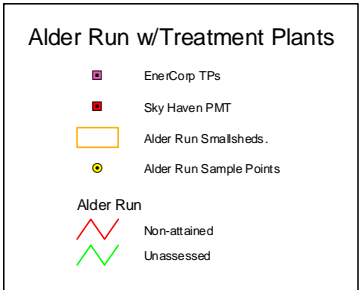 Alder Run w/Treatment Plants
EnerCorp TPs
Sky Haven PMT
Alder Run Smallsheds.
Alder Run Sample Points
Alder Run
Non-attained
Unassessed